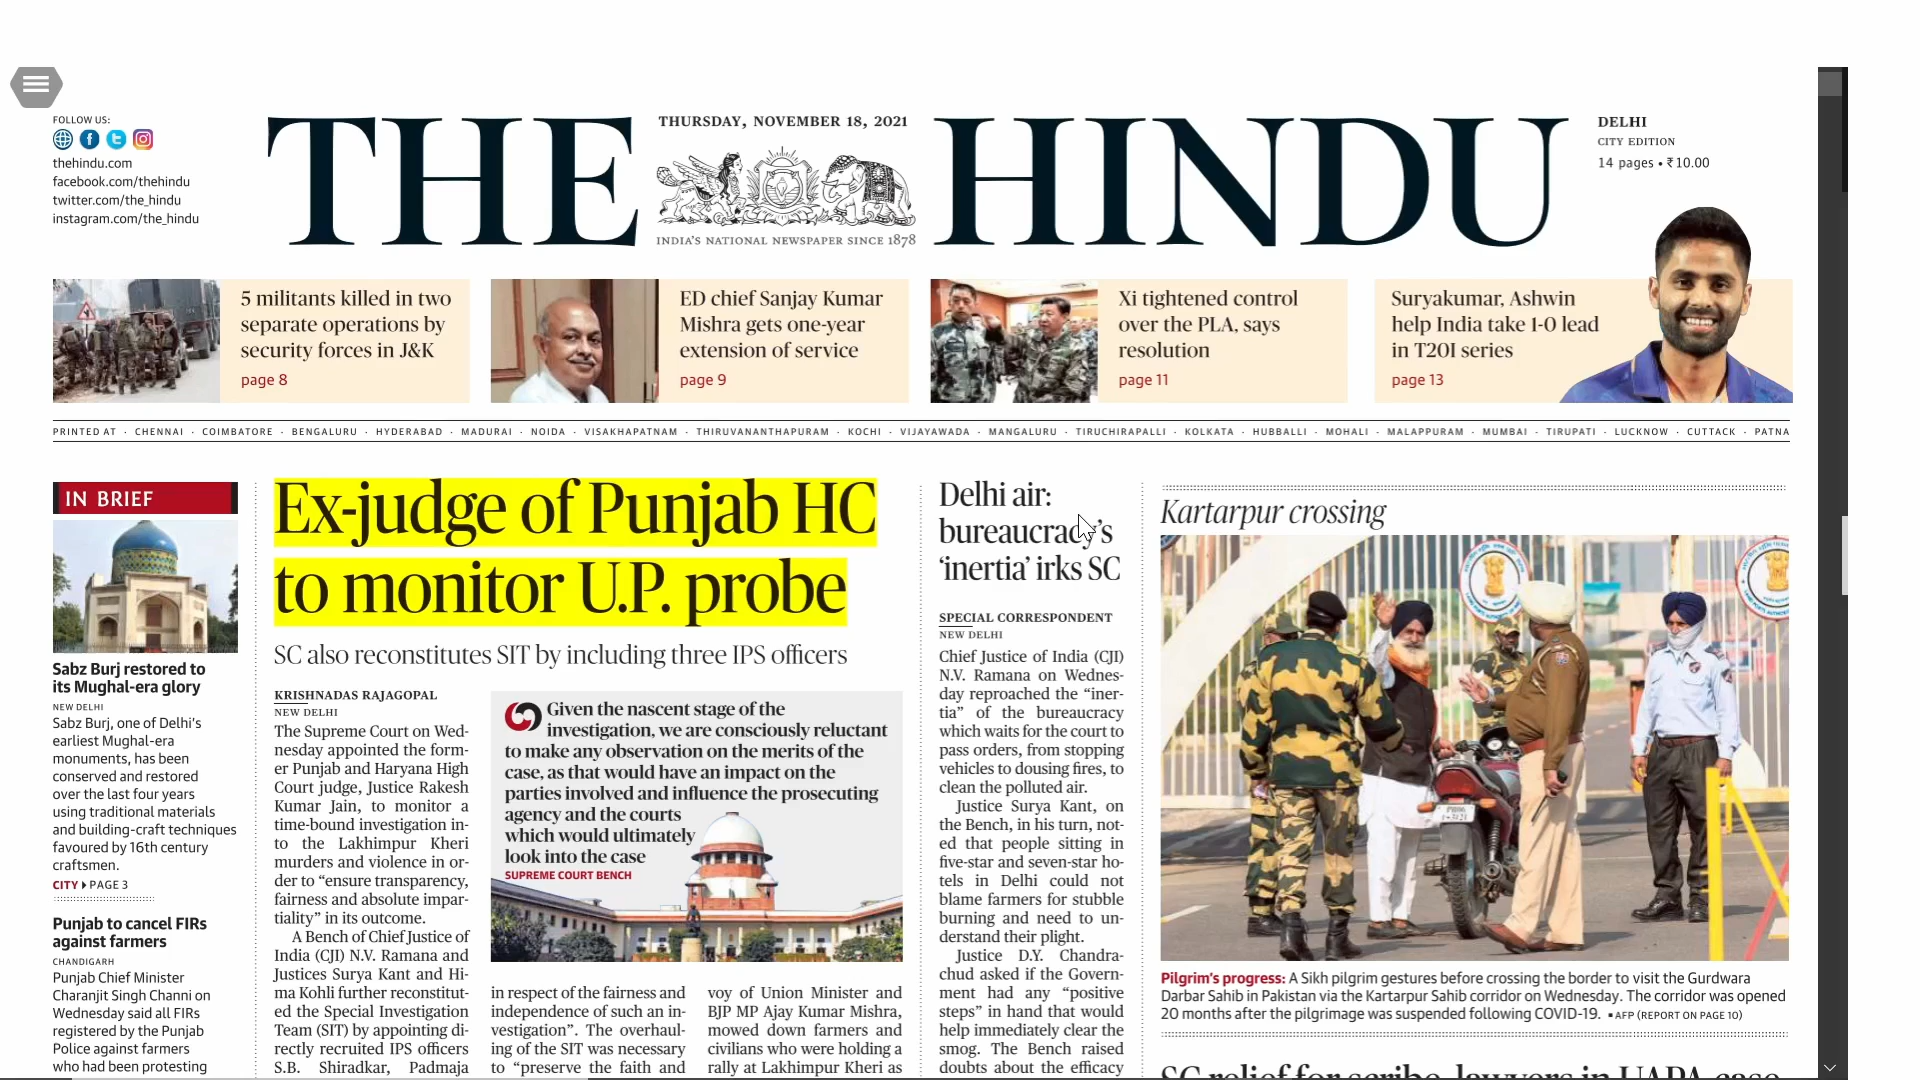 FOLLOW US:
thehindu.com
facebook.com/thehindu
twitter.com/the_hindu
instagram.com/the_hindu
THE HINDU
THURSDAY, NOVEMBER 18, 2021
INDIA'S NATIONAL NEWSPAPER SINCE 1878
DELHI
CITY EDITION
14 pages • ₹10.00
5 militants killed in two
separate operations by
security forces in J&K
page 8
ED chief Sanjay Kumar
Mishra gets one-year
extension of service
page 9
Xi tightened control
over the PLA, says
resolution
page 11
Suryakumar, Ashwin
help India take 1-0 lead
in T20I series
page 13
PRINTED AT · CHENNAI · COIMBATORE · BENGALURU · HYDERABAD · MADURAI · NOIDA · VISAKHAPATNAM · THIRUVANANTHAPURAM · KOCHI · VIJAYAWADA · MANGALURU · TIRUCHIRAPALLI · KOLKATA · HUBBALLI · MOHALI · MALAPPURAM · MUMBAI · TIRUPATI · LUCKNOW · CUTTACK · PATNA
IN BRIEF
Sabz Burj restored to
its Mughal-era glory
NEW DELHI
Sabz Burj, one of Delhi's
earliest Mughal-era
monuments, has been
conserved and restored
over the last four years
using traditional materials
and building-craft techniques
favoured by 16th century
craftsmen.
CITY PAGE 3
Punjab to cancel FIRs
against farmers
CHANDIGARH
Punjab Chief Minister
Charanjit Singh Channi on
Wednesday said all FIRs
registered by the Punjab
Police against farmers
who had been protesting
Ex-judge of Punjab HC
to monitor U.P. probe
SC also reconstitutes SIT by including three IPS officers
KRISHNADAS RAJAGOPAL
NEW DELHI
The Supreme Court on Wed-
nesday appointed the form-
er Punjab and Haryana High
Court judge, Justice Rakesh
Kumar Jain, to monitor a
time-bound investigation in-
to the Lakhimpur Kheri
murders and violence in or-
der to “ensure transparency,
fairness and absolute impar-
tiality” in its outcome.
A Bench of Chief Justice of
India (CJI) N.V. Ramana and
Justices Surya Kant and Hi-
ma Kohli further reconstitut-
ed the Special Investigation
Team (SIT) by appointing di-
rectly recruited IPS officers
S.B. Shiradkar, Padmaja
Given the nascent stage of the
investigation, we are consciously reluctant
to make any observation on the merits of the
case, as that would have an impact on the
parties involved and influence the prosecuting
agency and the courts
which would ultimately
look into the case
SUPREME COURT BENCH
in respect of the fairness and
independence of such an in-
vestigation”. The overhaul-
ing of the SIT was necessary
to “preserve the faith and
voy of Union Minister and
BJP MP Ajay Kumar Mishra,
mowed down farmers and
civilians who were holding a
rally at Lakhimpur Kheri as
Delhi air:
bureaucracy's
‘inertia’ irks SC
SPECIAL CORRESPONDENT
NEW DELHI
Chief Justice of India (CJI)
N.V. Ramana on Wednes-
day reproached the “iner-
tia” of the bureaucracy
which waits for the court to
pass orders, from stopping
vehicles to dousing fires, to
clean the polluted air.
Justice Surya Kant, on
the Bench, in his turn, not-
ed that people sitting in
five-star and seven-star ho-
tels in Delhi could not
blame farmers for stubble
burning and need to un-
derstand their plight.
Justice D.Y. Chandra-
chud asked if the Govern-
ment had any “positive
steps” in hand that would
help immediately clear the
smog. The Bench raised
doubts about the efficacy
Kartarpur crossing
Pilgrim's progress: A Sikh pilgrim gestures before crossing the border to visit the Gurdwara
Darbar Sahib in Pakistan via the Kartarpur Sahib corridor on Wednesday. The corridor was opened
20 months after the pilgrimage was suspended following COVID-19. ▪ AFP (REPORT ON PAGE 10)
SC relief for scribe, lawyers in UAPA case